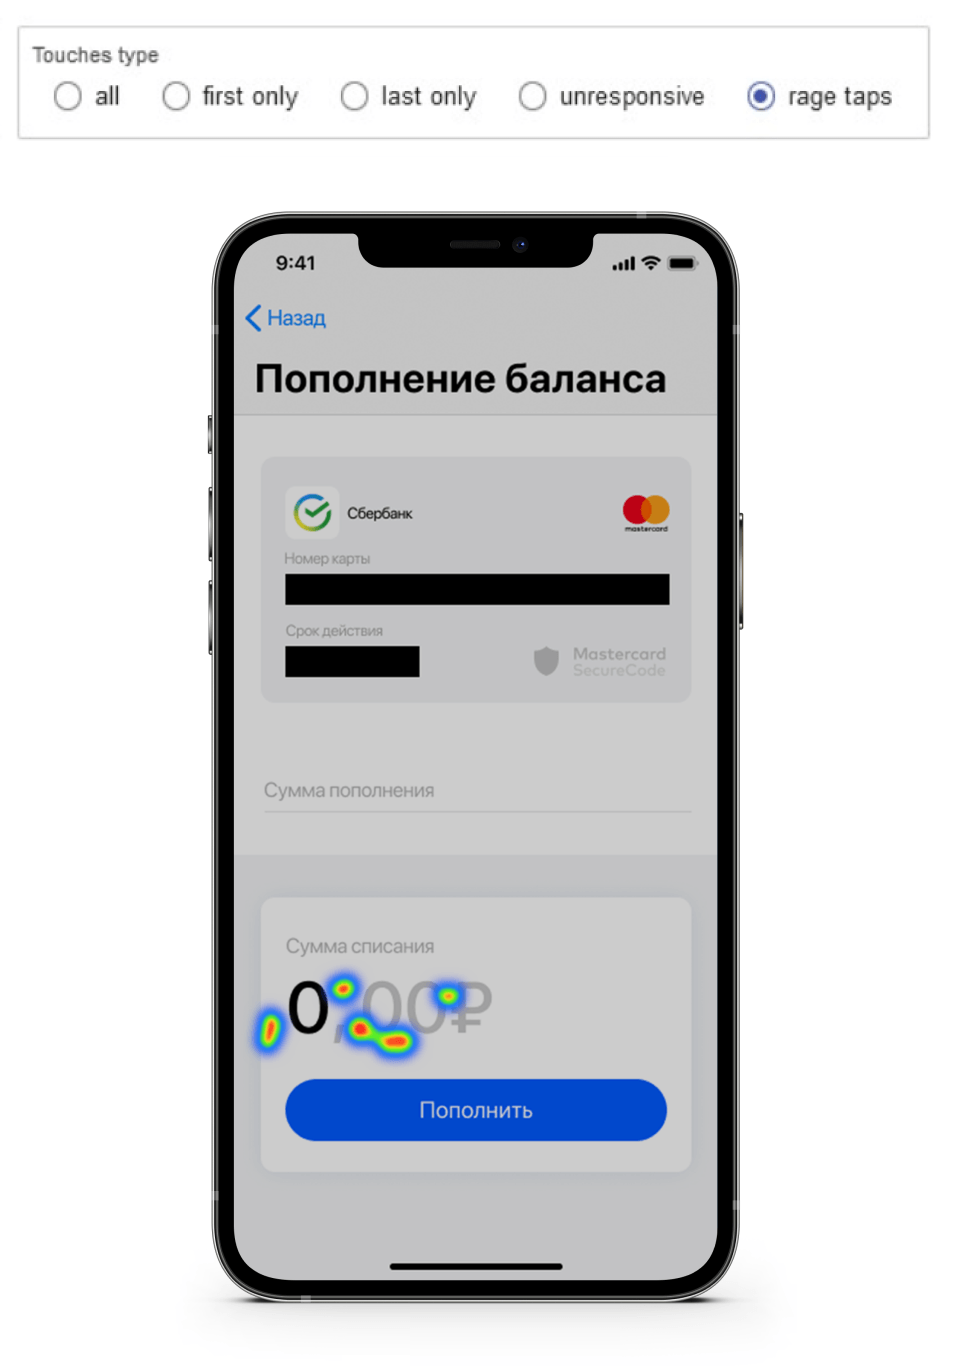 Touches type
all first only last only unresponsive rage taps
9:41
Назад
Пополнение баланса
Сбербанк
mastercard
Номер карты
Срок действия
Mastercard
SecureCode
Сумма пополнения
Сумма списания
0,00₽
Пополнить